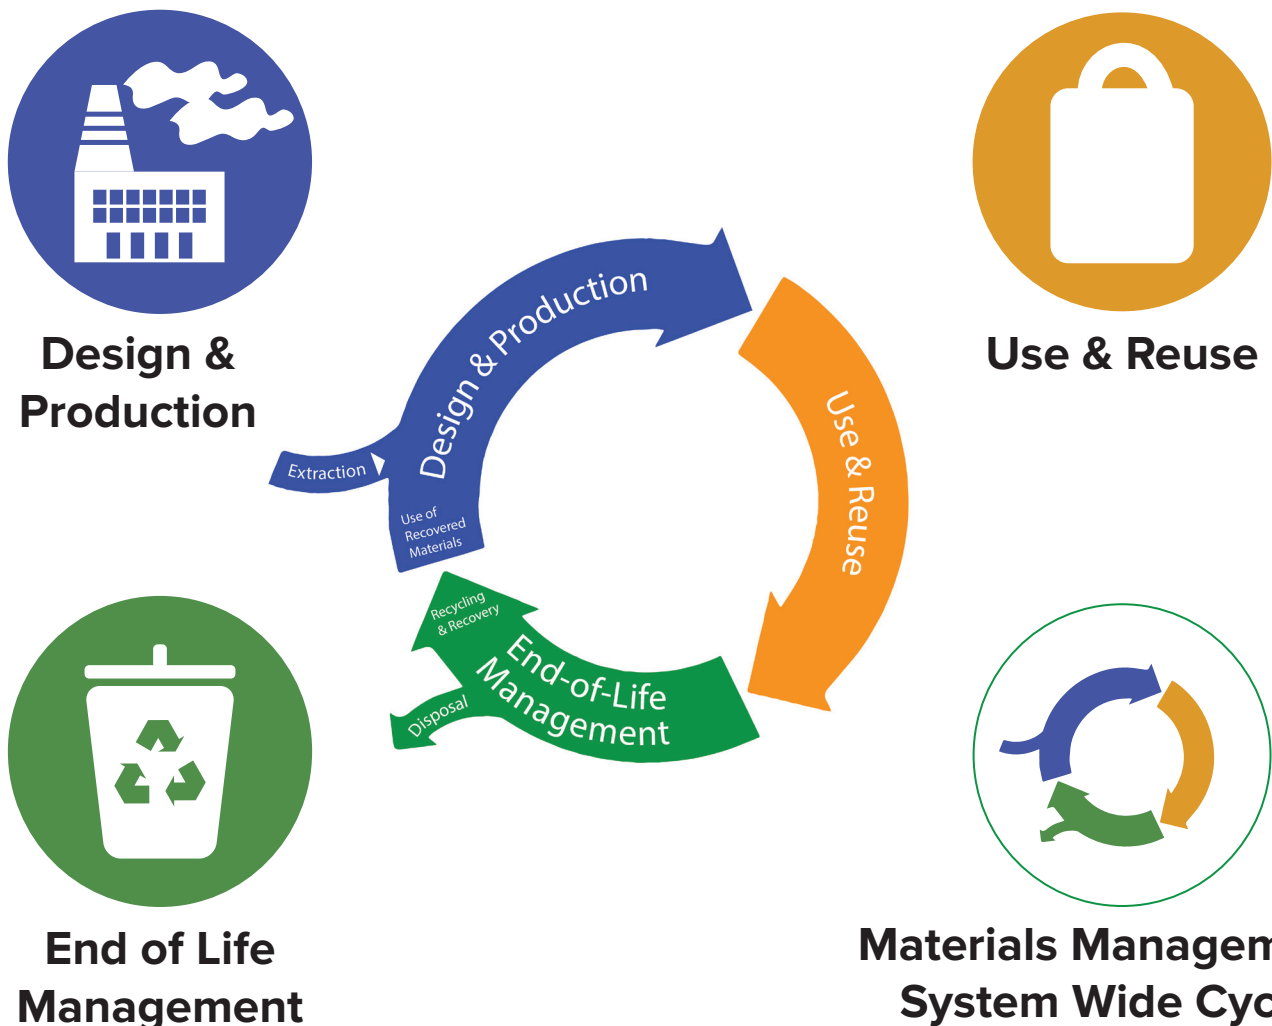 Design &
Production
Use & Reuse
Design & Production
Extraction
Use of
Recovered
Materials
Use & Reuse
Recycling
& Recovery
End-of-Life
Management
Disposal
End of Life
Management
Materials Managem
System Wide Cyc